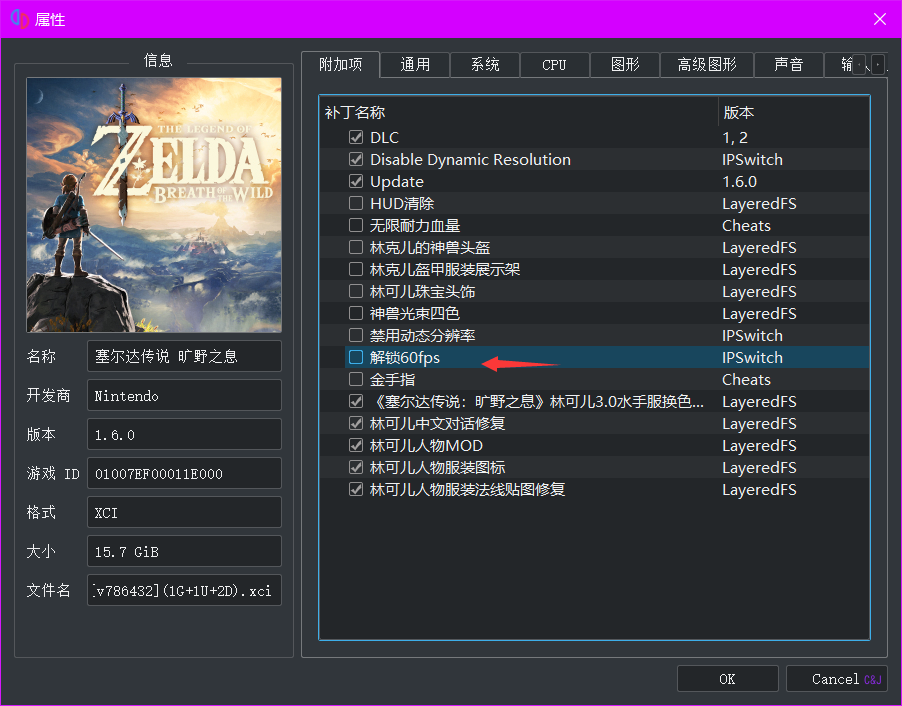 属性
信息
THE LEGEND OF
ZELDA
BREATH OF THE WILD
名称 塞尔达传说 旷野之息
开发商 Nintendo
版本 1.6.0
游戏 ID 01007EF00011E000
格式 XCI
大小 15.7 GiB
文件名 [v786432](1G+1U+2D).xci
附加项 通用 系统 CPU 图形 高级图形 声音
补丁名称 版本
DLC 1, 2
Disable Dynamic Resolution IPSwitch
Update 1.6.0
HUD清除 LayeredFS
无限耐力血量 Cheats
林克儿的神兽头盔 LayeredFS
林克儿盔甲服装展示架 LayeredFS
林可儿珠宝头饰 LayeredFS
神兽光束四色 LayeredFS
禁用动态分辨率 IPSwitch
解锁60fps IPSwitch
金手指 Cheats
《塞尔达传说：旷野之息》林可儿3.0水手服换色... LayeredFS
林可儿中文对话修复 LayeredFS
林可儿人物MOD LayeredFS
林可儿人物服装图标 LayeredFS
林可儿人物服装法线贴图修复 LayeredFS
OK Cancel C&J